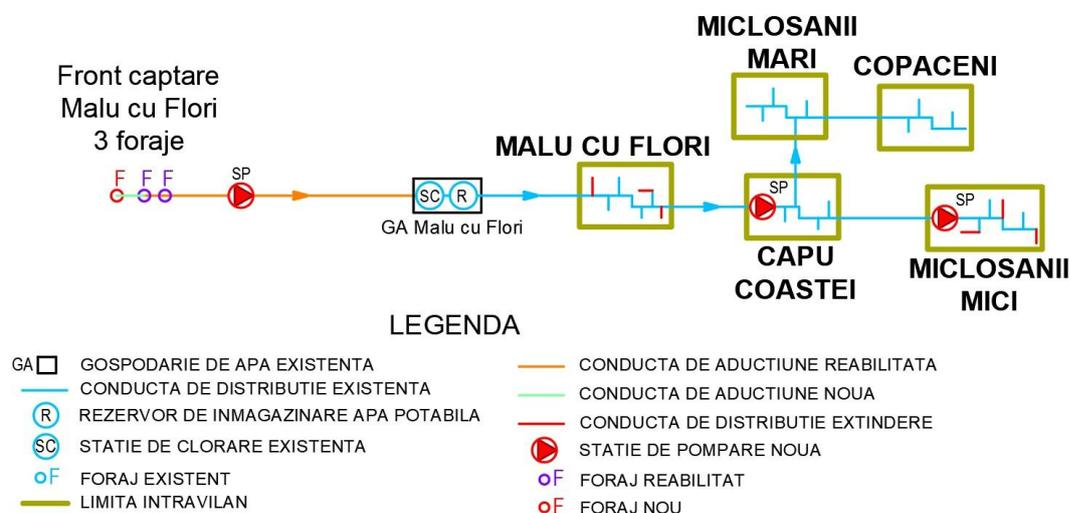 Front captare
Malu cu Flori
3 foraje
F F F
SP
SC R
GA Malu cu Flori
MALU CU FLORI
MICLOSANII
MARI
COPACENI
SP
CAPU
COASTEI
SP
MICLOSANII
MICI
LEGENDA
GA GOSPODARIE DE APA EXISTENTA
CONDUCTA DE DISTRIBUTIE EXISTENTA
R REZERVOR DE INMAGAZINARE APA POTABILA
SC STATIE DE CLORARE EXISTENTA
F FORAJ EXISTENT
LIMITA INTRAVILAN
CONDUCTA DE ADUCTIUNE REABILITATA
CONDUCTA DE ADUCTIUNE NOUA
CONDUCTA DE DISTRIBUTIE EXTINDERE
STATIE DE POMPARE NOUA
F FORAJ REABILITAT
F FORAJ NOU